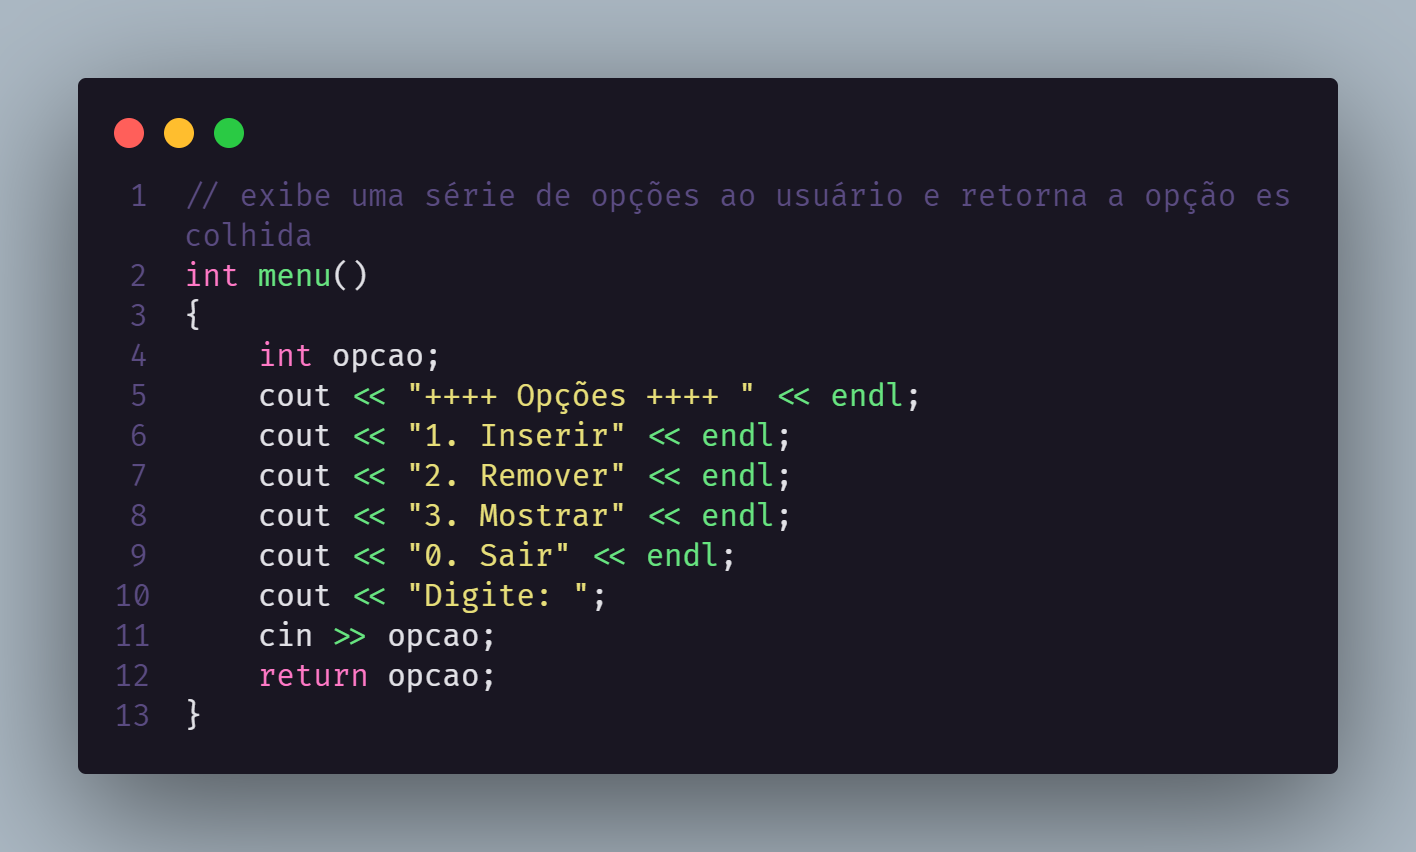 1 // exibe uma série de opções ao usuário e retorna a opção es
colhida
2 int menu()
3 {
4     int opcao;
5     cout << "++++ Opções ++++ " << endl;
6     cout << "1. Inserir" << endl;
7     cout << "2. Remover" << endl;
8     cout << "3. Mostrar" << endl;
9     cout << "0. Sair" << endl;
10     cout << "Digite: ";
11     cin >> opcao;
12     return opcao;
13 }